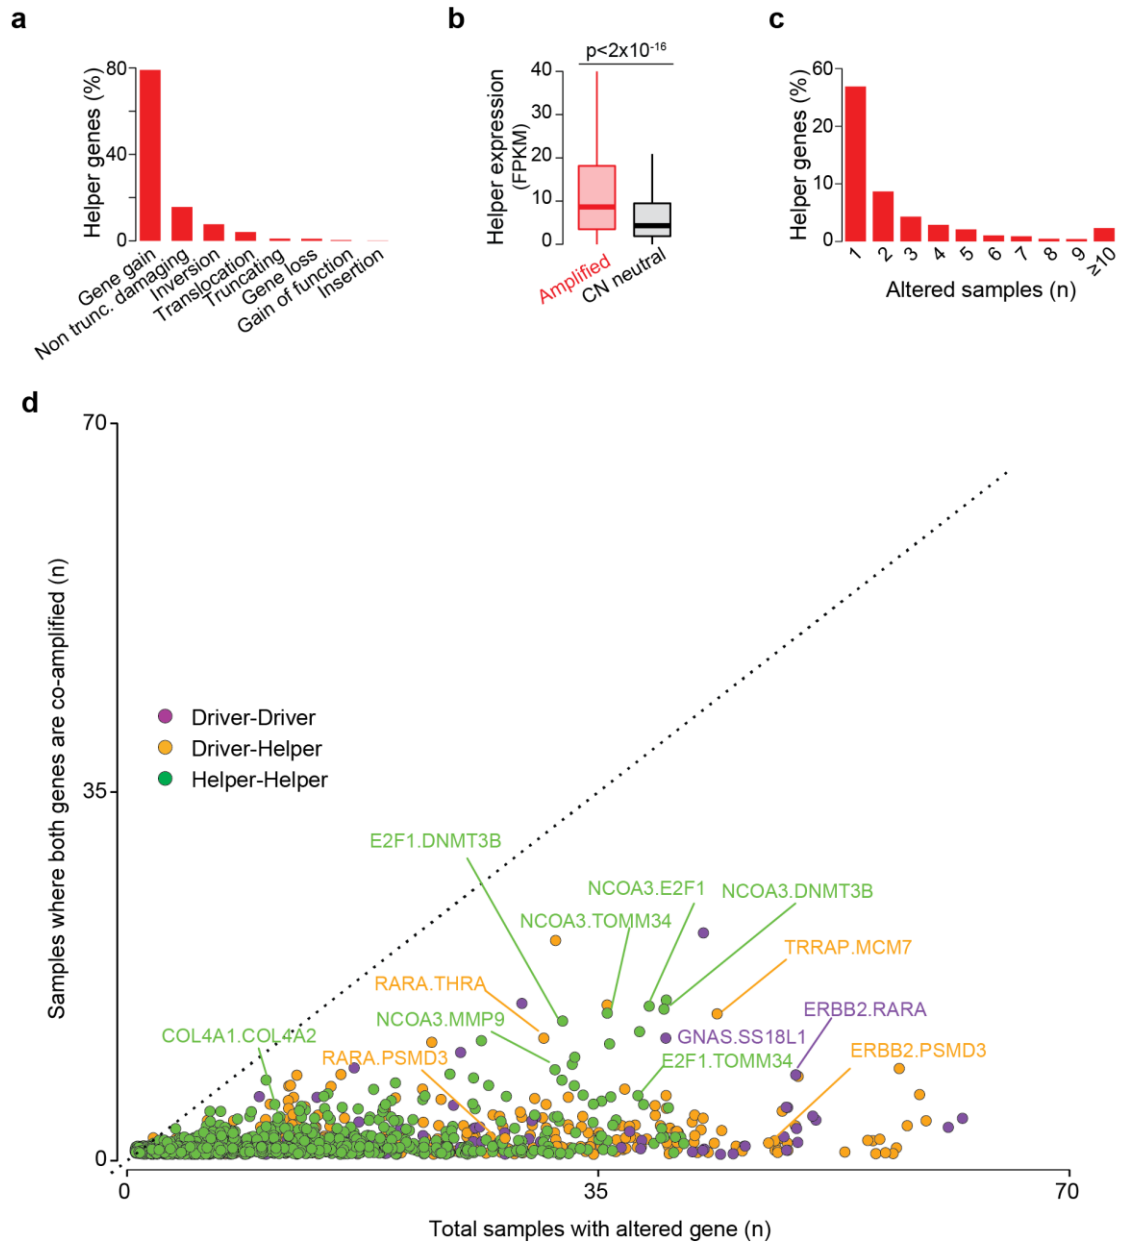 a
Helper genes (%)
80
40
0
Gene gain
Non trunc. damaging
Inversion
Translocation
Truncating
Gene loss
Gain of function
Insertion
b
p<2x10-16
Helper expression
(FPKM)
40
30
20
10
0
Amplified
CN neutral
c
Helper genes (%)
60
20
10
0
1
2
3
4
5
6
7
8
9
≥10
Altered samples (n)
d
Samples where both genes are co-amplified (n)
70
35
0
Driver-Driver
Driver-Helper
Helper-Helper
E2F1.DNMT3B
NCOA3.E2F1
NCOA3.DNMT3B
NCOA3.TOMM34
TRRAP.MCM7
RARA.THRA
ERBB2.RARA
NCOA3.MMP9
GNAS.SS18L1
COL4A1.COL4A2
RARA.PSMD3
E2F1.TOMM34
ERBB2.PSMD3
0
35
70
Total samples with altered gene (n)